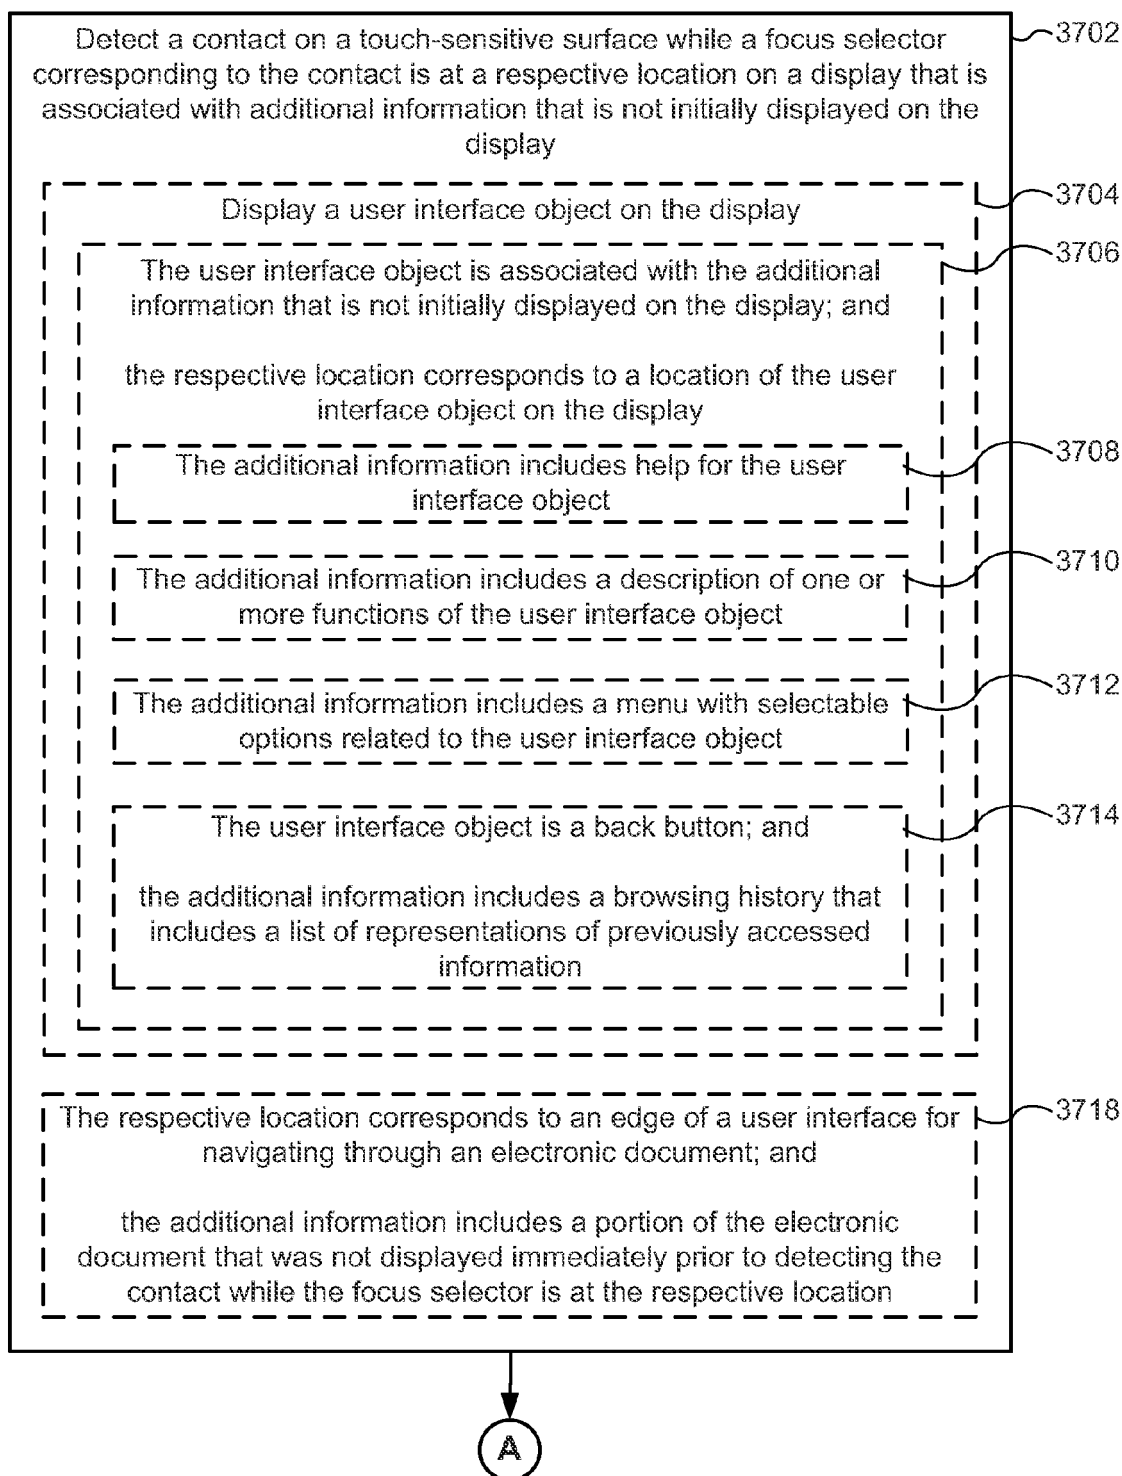 Detect a contact on a touch-sensitive surface while a focus selector
corresponding to the contact is at a respective location on a display that is
associated with additional information that is not initially displayed on the
display
3702
Display a user interface object on the display
3704
The user interface object is associated with the additional
information that is not initially displayed on the display; and
3706
the respective location corresponds to a location of the user
interface object on the display
The additional information includes help for the user
interface object
3708
The additional information includes a description of one or
more functions of the user interface object
3710
The additional information includes a menu with selectable
options related to the user interface object
3712
The user interface object is a back button; and
3714
the additional information includes a browsing history that
includes a list of representations of previously accessed
information
The respective location corresponds to an edge of a user interface for
navigating through an electronic document; and
3718
the additional information includes a portion of the electronic
document that was not displayed immediately prior to detecting the
contact while the focus selector is at the respective location
A